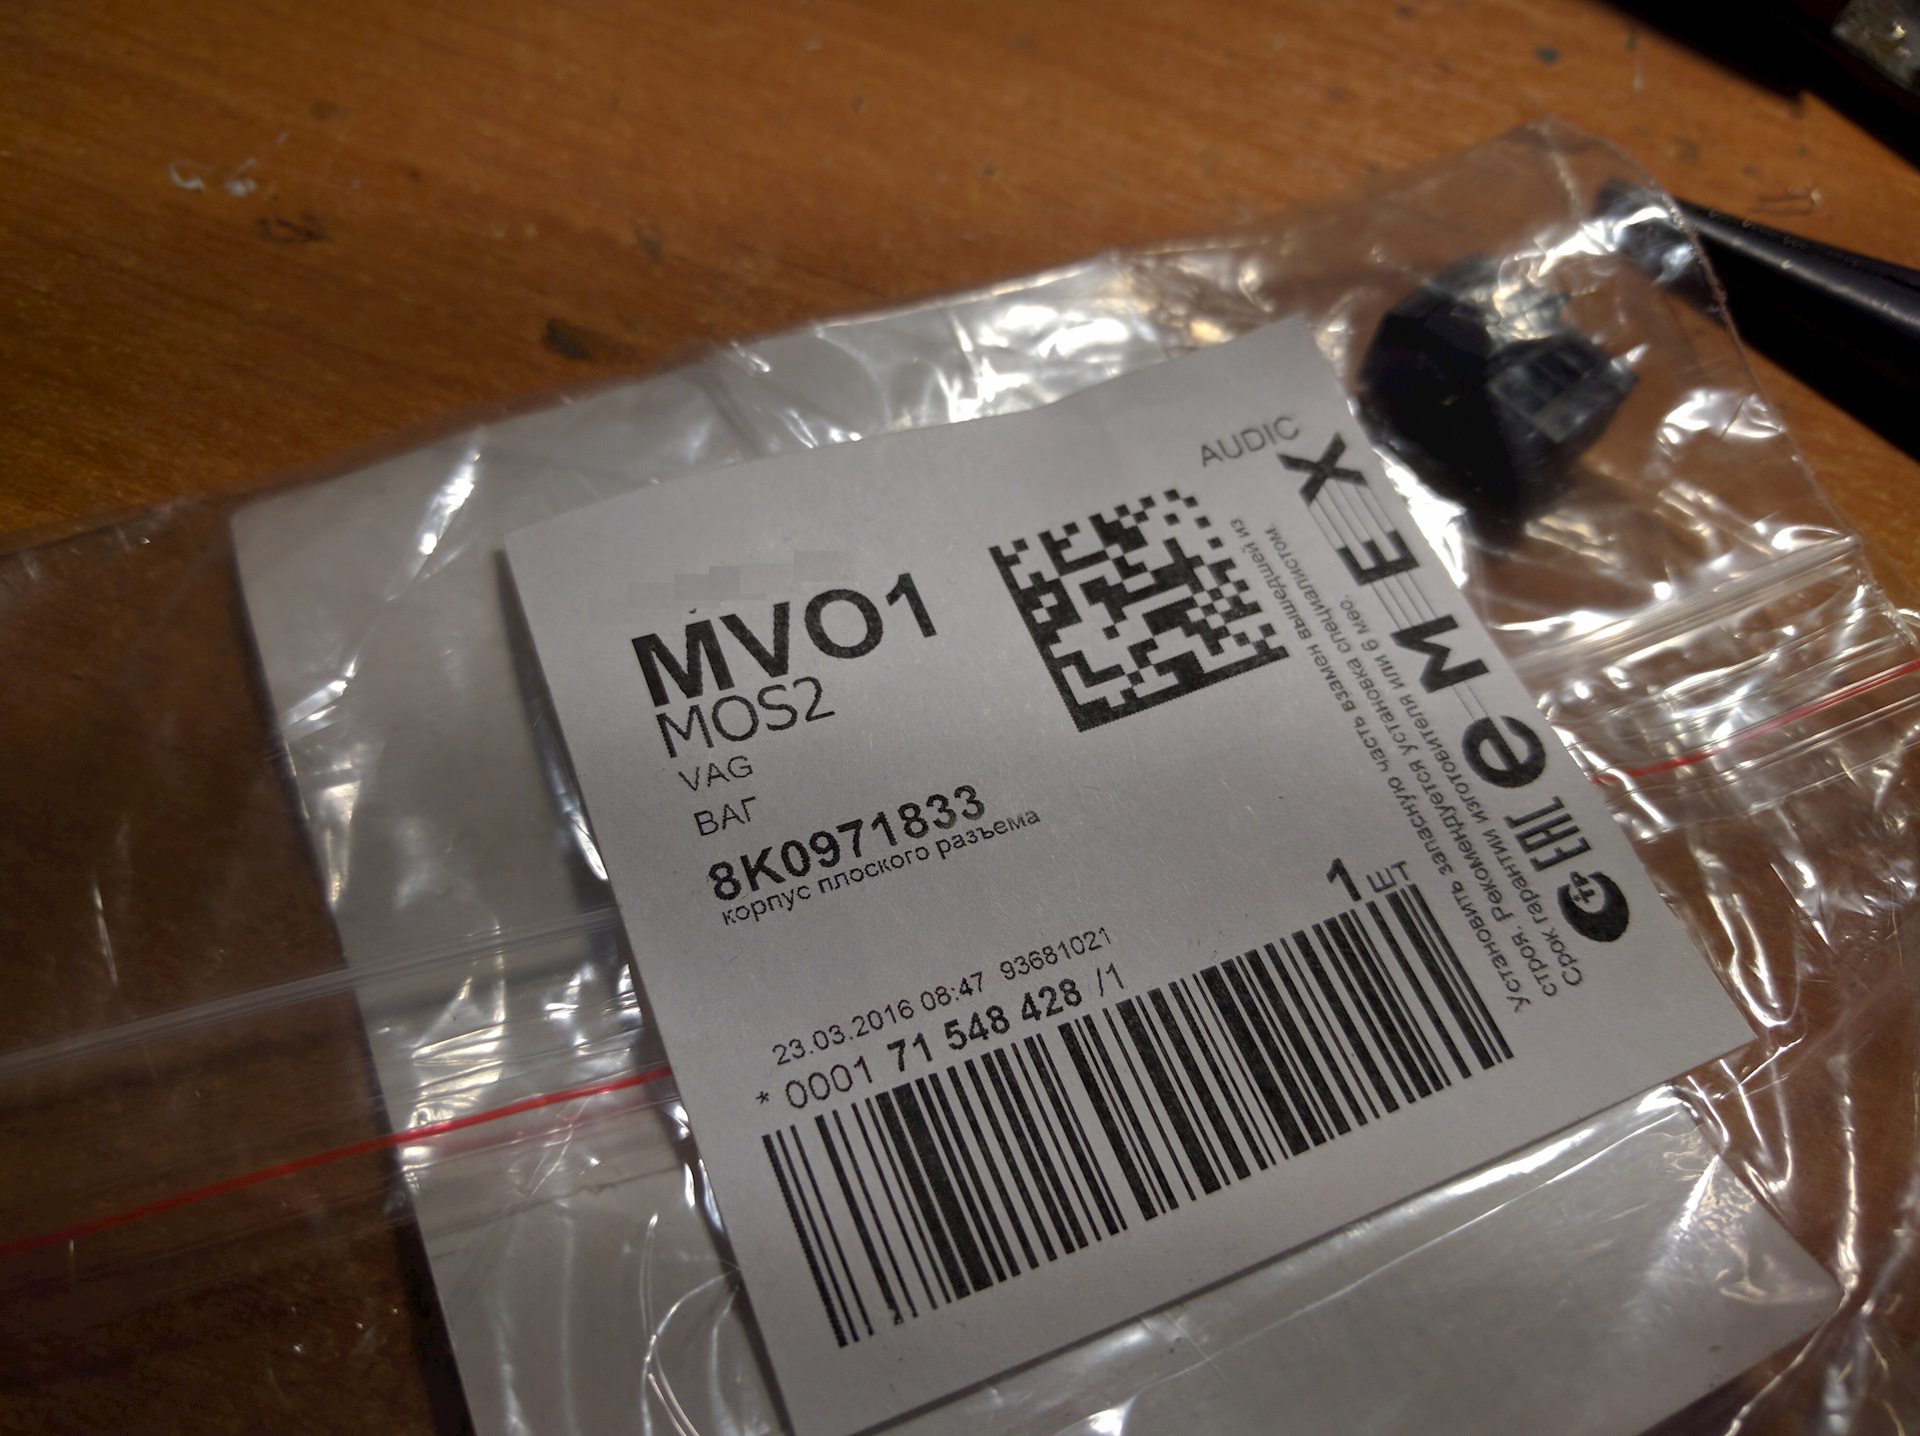 AUDIC
MVO1
MOS2
VAG
ВАГ
8K0971833
корпус плоского разъема
1
ШТ
23.03.2016 08:47 93681021
* 0001 71 548 428 /1
EMEX
ЕАС
Установить запасную часть взамен вышедшей из
строя. Рекомендуется установка специалистом.
Срок гарантии изготовителя или 6 мес.